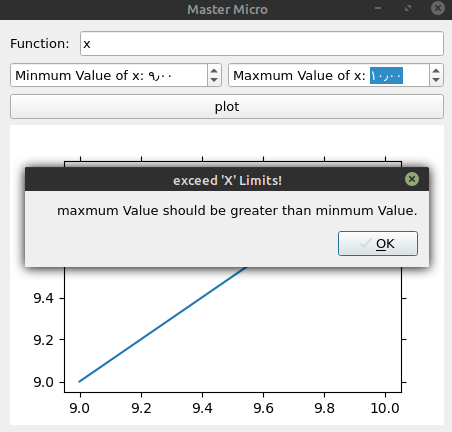 Master Micro
Function: x
Minmum Value of x: ٩٫٠٠ Maxmum Value of x: ١٠٫٠٠
plot
exceed 'X' Limits!
maxmum Value should be greater than minmum Value.
OK
9.4
9.2
9.0
9.0 9.2 9.4 9.6 9.8 10.0